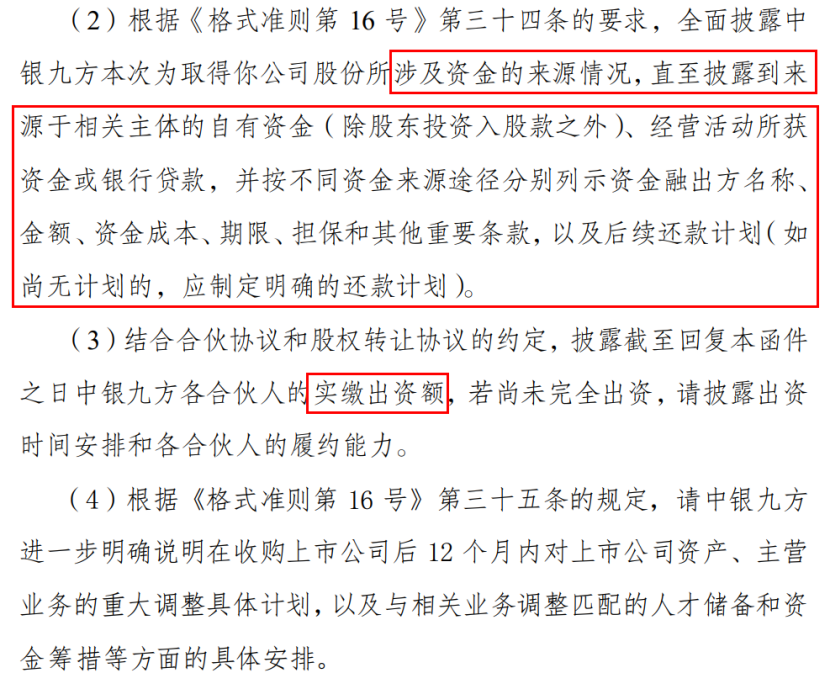 （2）根据《格式准则第 16 号》第三十四条的要求，全面披露中
银九方本次为取得你公司股份所涉及资金的来源情况，直至披露到来
源于相关主体的自有资金（除股东投资入股款之外）、经营活动所获
资金或银行贷款，并按不同资金来源途径分别列示资金融出方名称、
金额、资金成本、期限、担保和其他重要条款，以及后续还款计划（如
尚无计划的，应制定明确的还款计划）。
（3）结合合伙协议和股权转让协议的约定，披露截至回复本函件
之日中银九方各合伙人的实缴出资额，若尚未完全出资，请披露出资
时间安排和各合伙人的履约能力。
（4）根据《格式准则第 16 号》第三十五条的规定，请中银九方
进一步明确说明在收购上市公司后 12 个月内对上市公司资产、主营
业务的重大调整具体计划，以及与相关业务调整匹配的人才储备和资
金筹措等方面的具体安排。